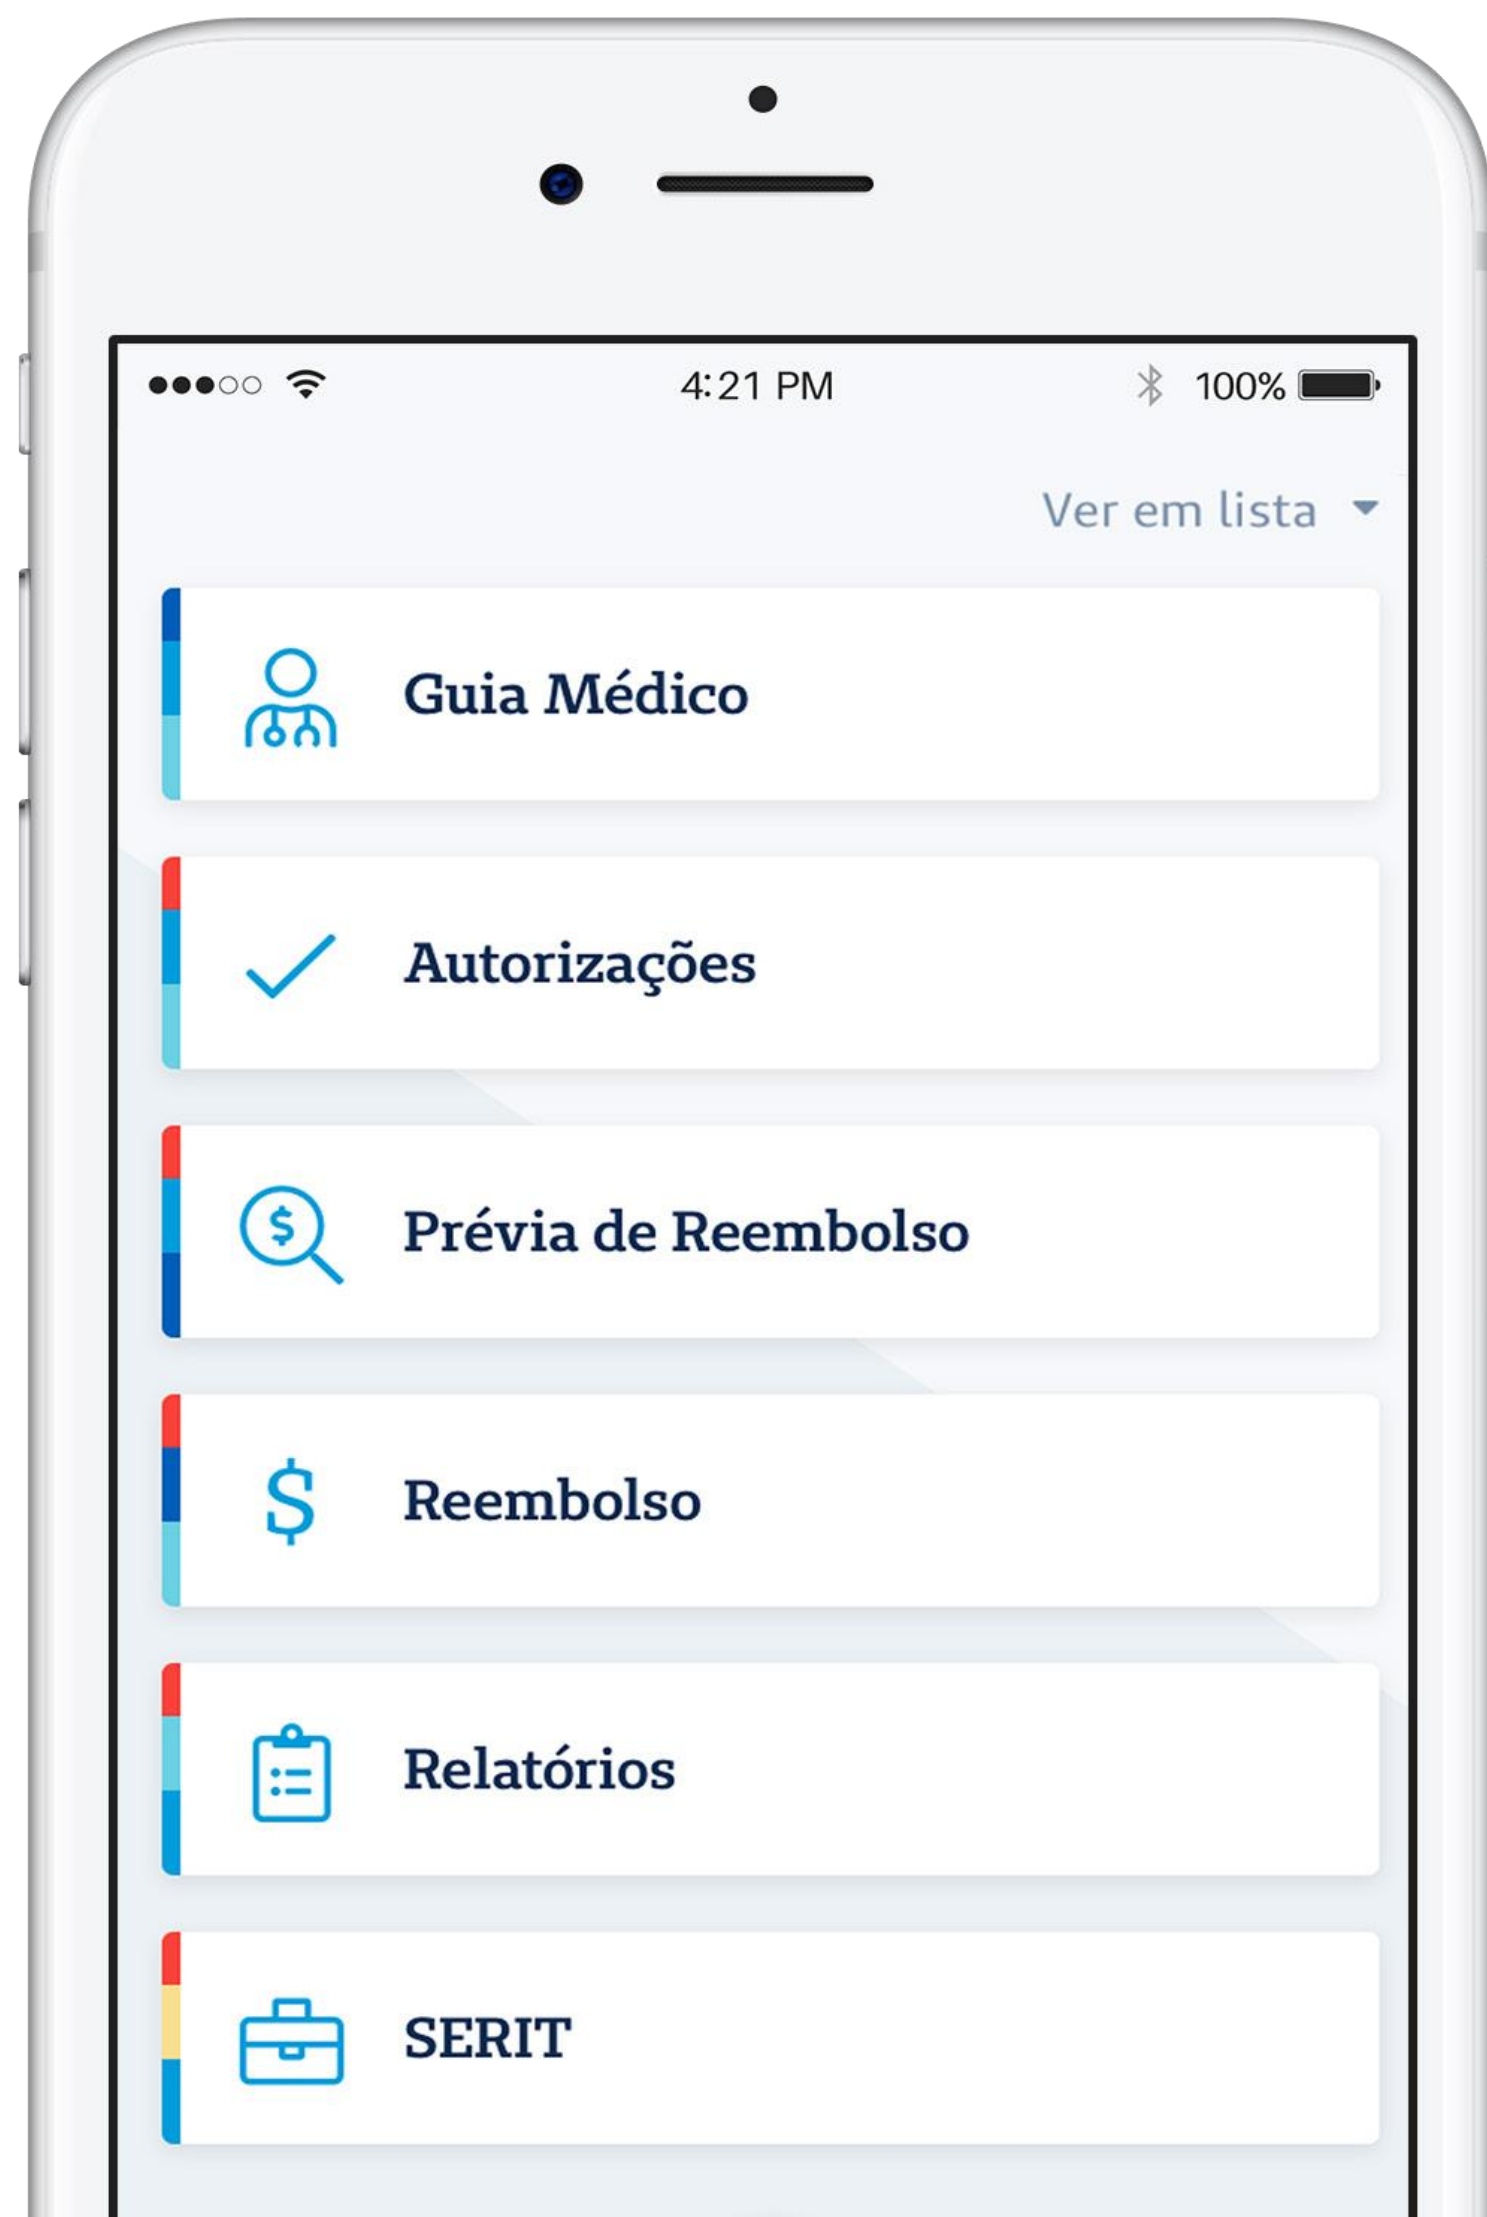 4:21 PM
100%
Ver em lista
Guia Médico
Autorizações
Prévia de Reembolso
$
Reembolso
Relatórios
SERIT